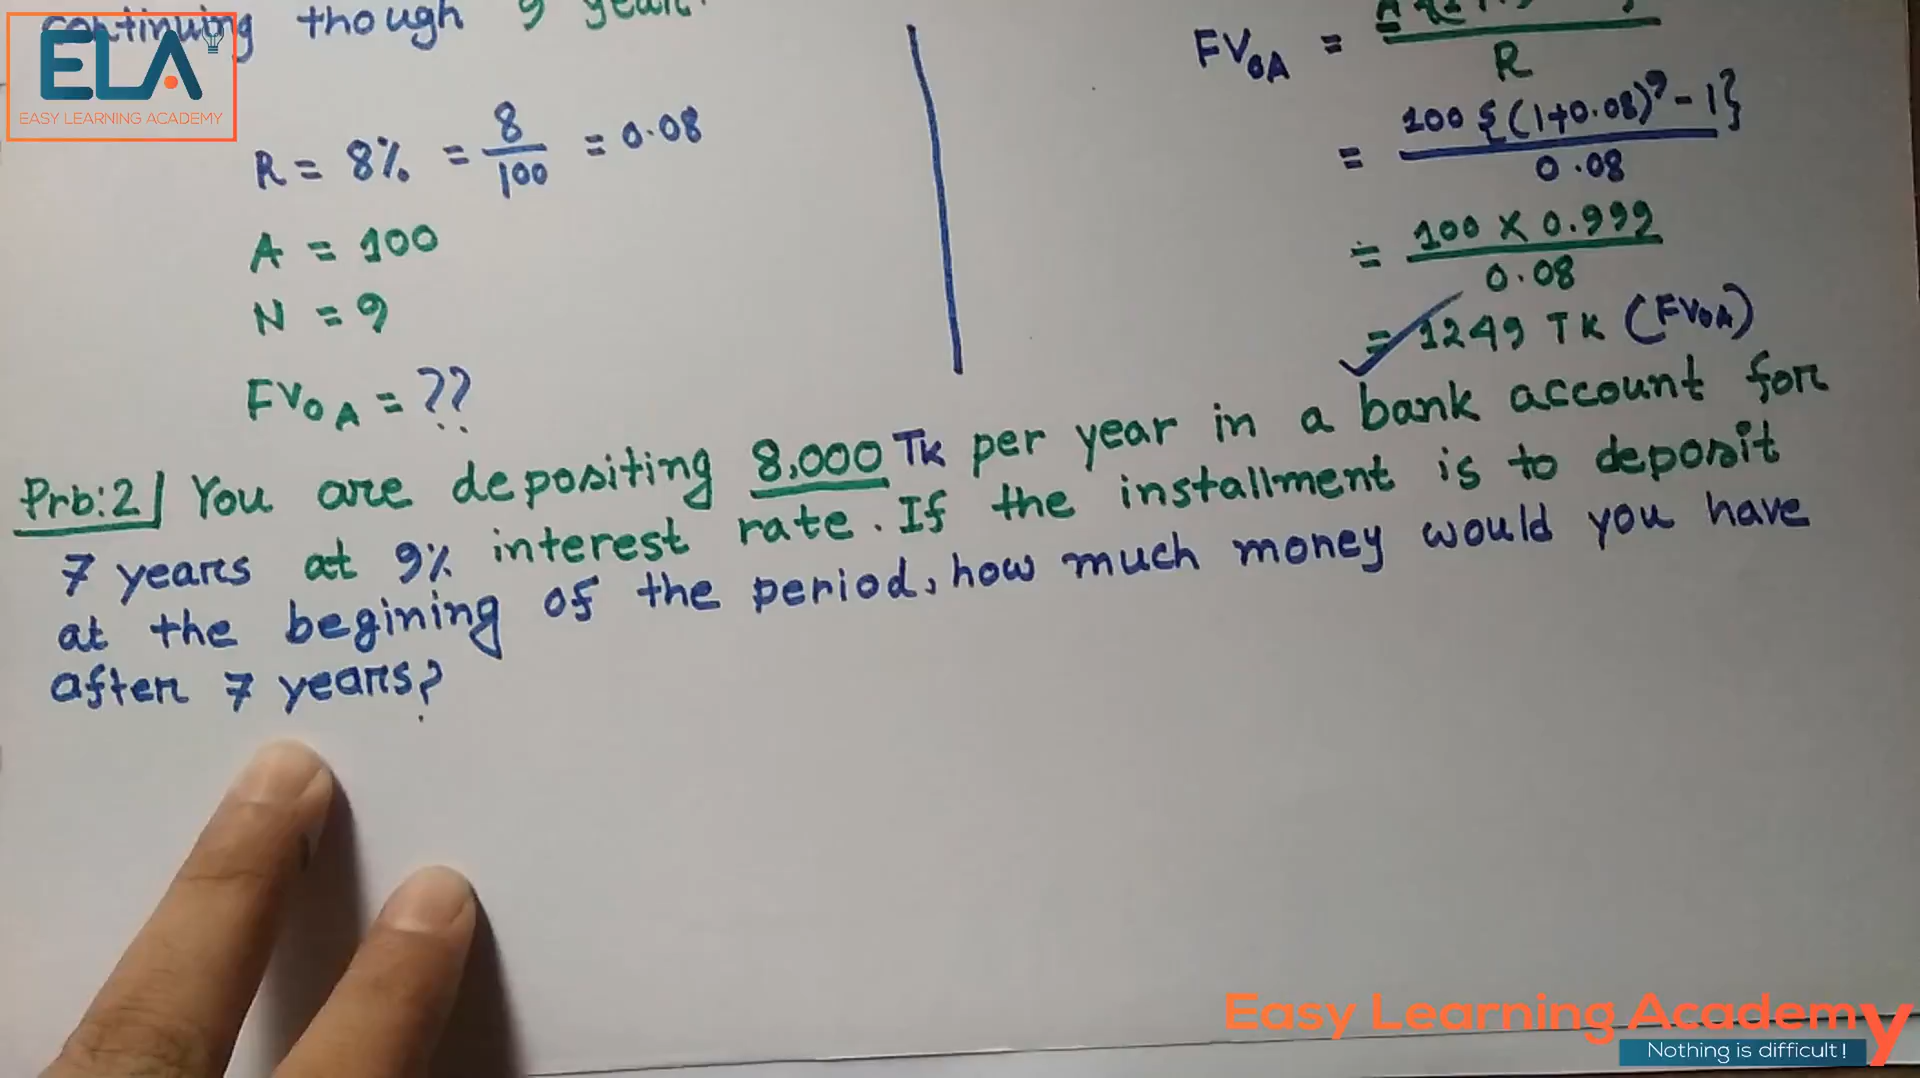 continuing though 9 year.
ELA
EASY LEARNING ACADEMY
R = 8% = 8/100 = 0.08
A = 100
N = 9
FVOA = ??
FVOA =
R
= 100 {(1+0.08)^9 - 1}
0.08
= 100 X 0.999
0.08
= 1249 TK (FVOA)
Prb:2 You are depositing 8,000 Tk per year in a bank account for
7 years at 9% interest rate. If the installment is to deposit
at the begining of the period, how much money would you have
after 7 years?
Easy Learning Academy
Nothing is difficult!